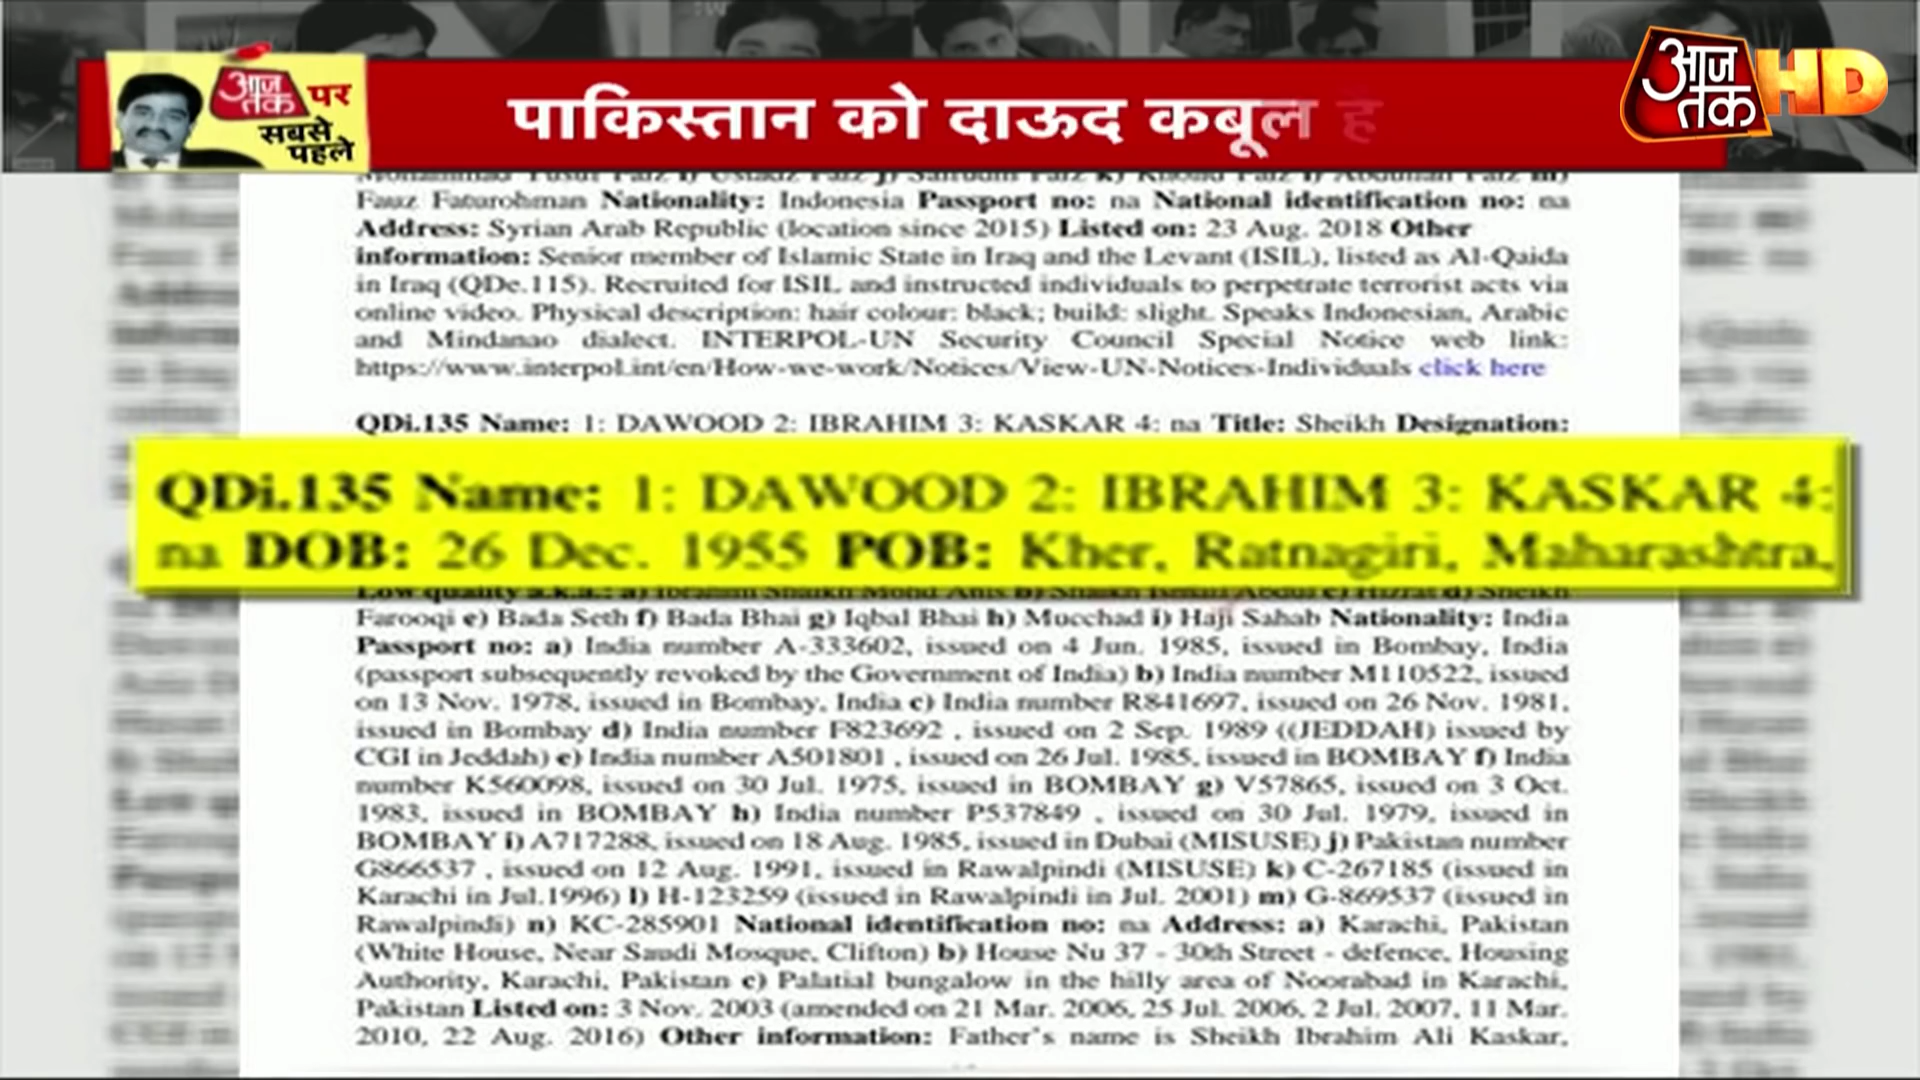 आज तक पर
सबसे पहले
पाकिस्तान को दाऊद कबूल है
आज तक HD
Fauz Faturohman Nationality: Indonesia Passport no: na National identification no: na
Address: Syrian Arab Republic (location since 2015) Listed on: 23 Aug. 2018 Other
information: Senior member of Islamic State in Iraq and the Levant (ISIL), listed as Al-Qaida
in Iraq (QDe.115). Recruited for ISIL and instructed individuals to perpetrate terrorist acts via
online video. Physical description: hair colour: black; build: slight. Speaks Indonesian, Arabic
and Mindanao dialect. INTERPOL-UN Security Council Special Notice web link:
https://www.interpol.int/en/How-we-work/Notices/View-UN-Notices-Individuals click here
QDi.135 Name: 1: DAWOOD 2: IBRAHIM 3: KASKAR 4: na Title: Sheikh Designation:
QDi.135 Name: 1: DAWOOD 2: IBRAHIM 3: KASKAR 4:
na DOB: 26 Dec. 1955 POB: Kher, Ratnagiri, Maharashtra,
Low quality a.k.a.: a) Ibrahim Shaikh Mohd Anis b) Shaikh Ismail Abdul c) Hizrat d) Sheikh
Farooqi e) Bada Seth f) Bada Bhai g) Iqbal Bhai h) Mucchad i) Haji Sahab Nationality: India
Passport no: a) India number A-333602, issued on 4 Jun. 1985, issued in Bombay, India
(passport subsequently revoked by the Government of India) b) India number M110522, issued
on 13 Nov. 1978, issued in Bombay, India c) India number R841697, issued on 26 Nov. 1981,
issued in Bombay d) India number F823692 , issued on 2 Sep. 1989 ((JEDDAH) issued by
CGI in Jeddah) e) India number A501801 , issued on 26 Jul. 1985, issued in BOMBAY f) India
number K560098, issued on 30 Jul. 1975, issued in BOMBAY g) V57865, issued on 3 Oct.
1983, issued in BOMBAY h) India number P537849 , issued on 30 Jul. 1979, issued in
BOMBAY i) A717288, issued on 18 Aug. 1985, issued in Dubai (MISUSE) j) Pakistan number
G866537 , issued on 12 Aug. 1991, issued in Rawalpindi (MISUSE) k) C-267185 (issued in
Karachi in Jul.1996) l) H-123259 (issued in Rawalpindi in Jul. 2001) m) G-869537 (issued in
Rawalpindi) n) KC-285901 National identification no: na Address: a) Karachi, Pakistan
(White House, Near Saudi Mosque, Clifton) b) House Nu 37 - 30th Street - defence, Housing
Authority, Karachi, Pakistan c) Palatial bungalow in the hilly area of Noorabad in Karachi,
Pakistan Listed on: 3 Nov. 2003 (amended on 21 Mar. 2006, 25 Jul. 2006, 2 Jul. 2007, 11 Mar.
2010, 22 Aug. 2016) Other information: Father's name is Sheikh Ibrahim Ali Kaskar,